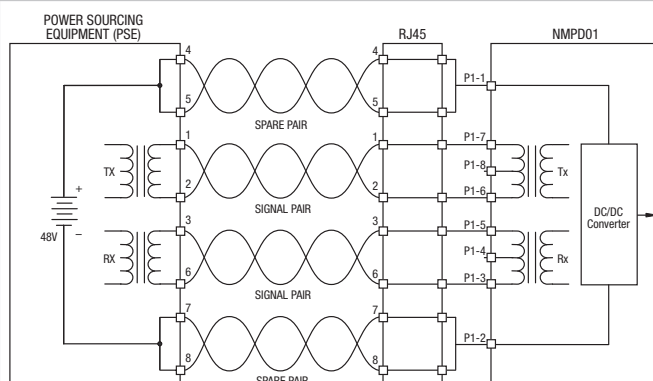 POWER SOURCING
EQUIPMENT (PSE)
RJ45
NMPD01
4
4
P1-1
5
5
SPARE PAIR
1
1
P1-7
TX
P1-8
Tx
2
2
P1-6
SIGNAL PAIR
+
48V
–
DC/DC
Converter
3
3
P1-5
RX
P1-4
Rx
6
6
P1-3
SIGNAL PAIR
7
7
P1-2
8
8
SPARE PAIR